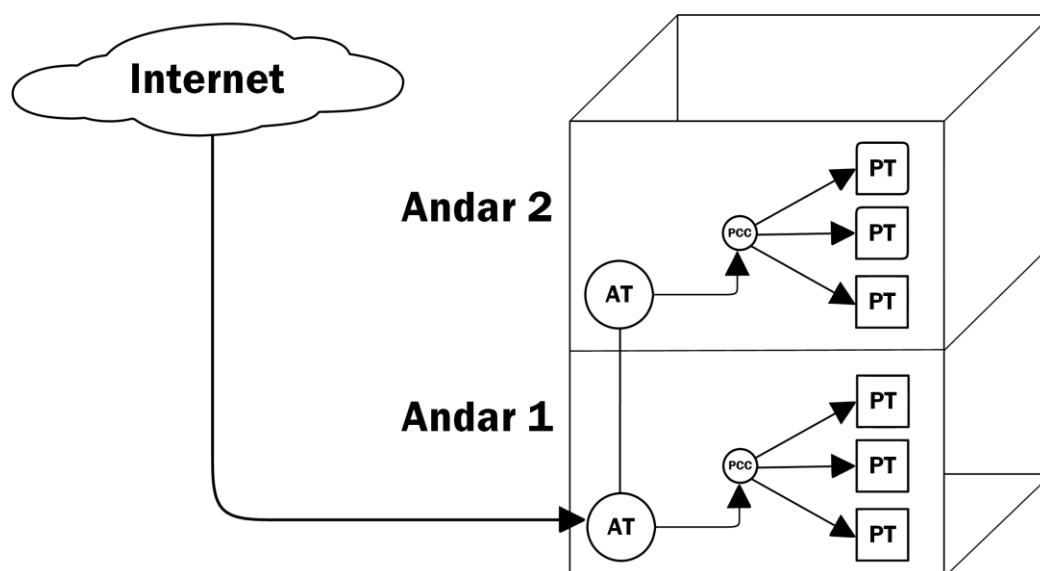 Internet
Andar 2
AT
PCC
PT
PT
PT
Andar 1
AT
PCC
PT
PT
PT